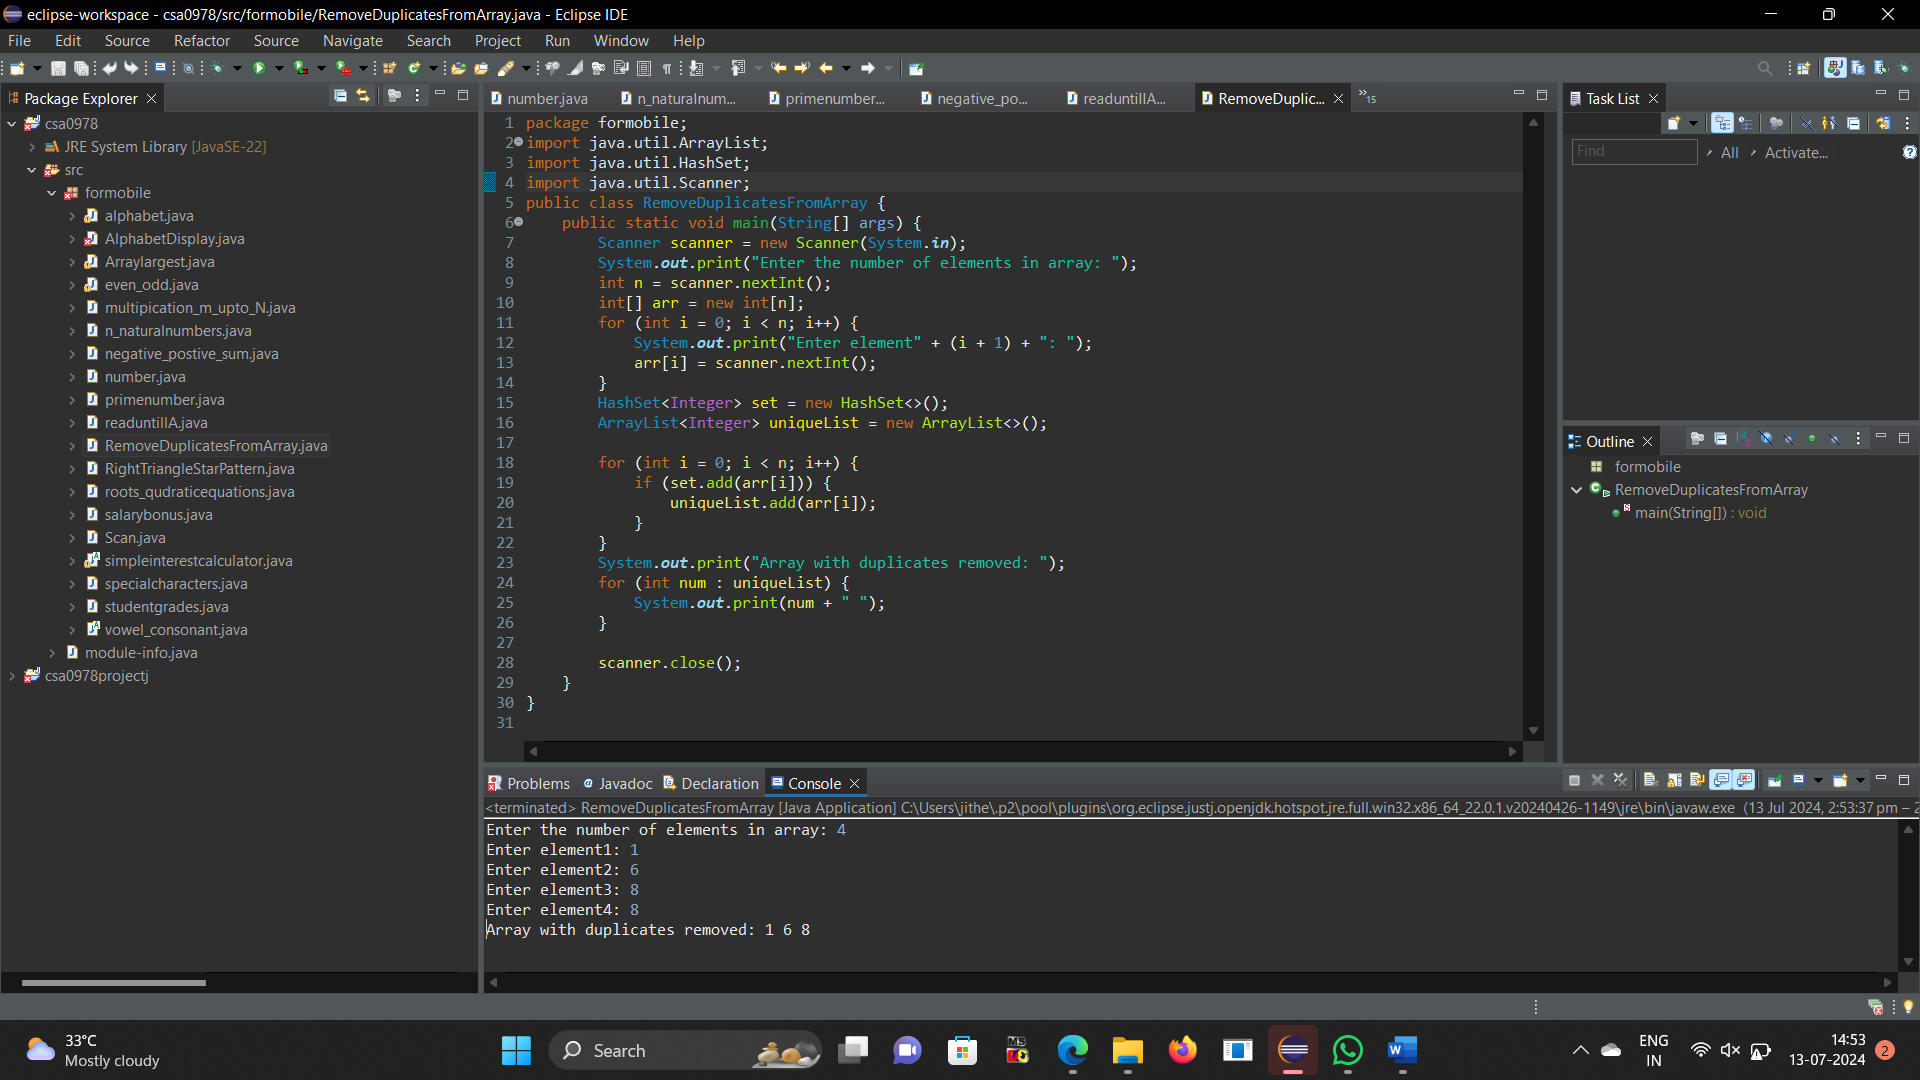 eclipse-workspace - csa0978/src/formobile/RemoveDuplicatesFromArray.java - Eclipse IDE
File Edit Source Refactor Source Navigate Search Project Run Window Help
Package Explorer
csa0978
JRE System Library [JavaSE-22]
src
formobile
alphabet.java
AlphabetDisplay.java
Arraylargest.java
even_odd.java
multipication_m_upto_N.java
n_naturalnumbers.java
negative_postive_sum.java
number.java
primenumber.java
readuntillA.java
RemoveDuplicatesFromArray.java
RightTriangleStarPattern.java
roots_qudraticequations.java
salarybonus.java
Scan.java
simpleinterestcalculator.java
specialcharacters.java
studentgrades.java
vowel_consonant.java
module-info.java
csa0978projectj
number.java n_naturalnum... primenumber... negative_po... readuntillA... RemoveDuplic... »15
1 package formobile;
2 import java.util.ArrayList;
3 import java.util.HashSet;
4 import java.util.Scanner;
5 public class RemoveDuplicatesFromArray {
6 public static void main(String[] args) {
7 Scanner scanner = new Scanner(System.in);
8 System.out.print("Enter the number of elements in array: ");
9 int n = scanner.nextInt();
10 int[] arr = new int[n];
11 for (int i = 0; i < n; i++) {
12 System.out.print("Enter element" + (i + 1) + ": ");
13 arr[i] = scanner.nextInt();
14 }
15 HashSet<Integer> set = new HashSet<>();
16 ArrayList<Integer> uniqueList = new ArrayList<>();
17
18 for (int i = 0; i < n; i++) {
19 if (set.add(arr[i])) {
20 uniqueList.add(arr[i]);
21 }
22 }
23 System.out.print("Array with duplicates removed: ");
24 for (int num : uniqueList) {
25 System.out.print(num + " ");
26 }
27
28 scanner.close();
29 }
30 }
31
Task List
Find All Activate...
Outline
formobile
RemoveDuplicatesFromArray
main(String[]) : void
Problems @ Javadoc Declaration Console
<terminated> RemoveDuplicatesFromArray [Java Application] C:\Users\jithe\.p2\pool\plugins\org.eclipse.justj.openjdk.hotspot.jre.full.win32.x86_64_22.0.1.v20240426-1149\jre\bin\javaw.exe (13 Jul 2024, 2:53:37 pm – 2
Enter the number of elements in array: 4
Enter element1: 1
Enter element2: 6
Enter element3: 8
Enter element4: 8
Array with duplicates removed: 1 6 8
33°C
Mostly cloudy
Search
ENG
IN
14:53
13-07-2024
2